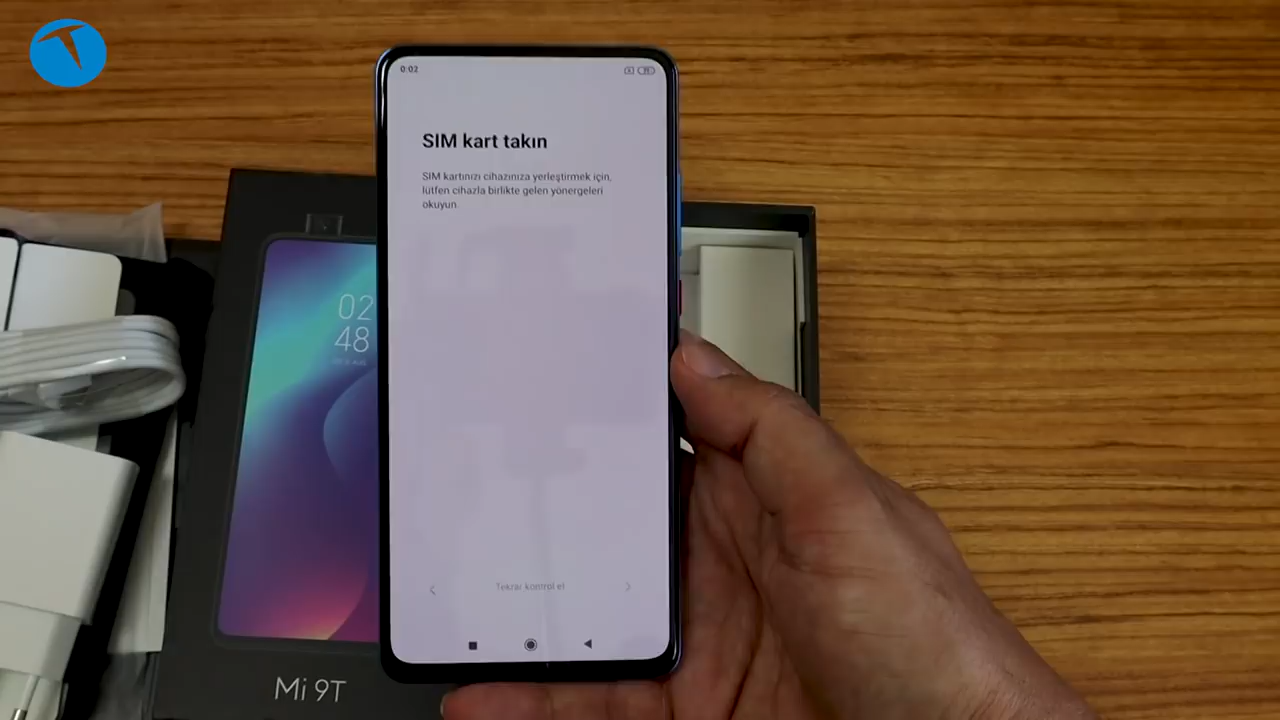 0:02
SIM kart takın
SIM kartınızı cihazınıza yerleştirmek için,
lütfen cihazla birlikte gelen yönergeleri
okuyun.
02
48
Tekrar kontrol et
Mi 9T